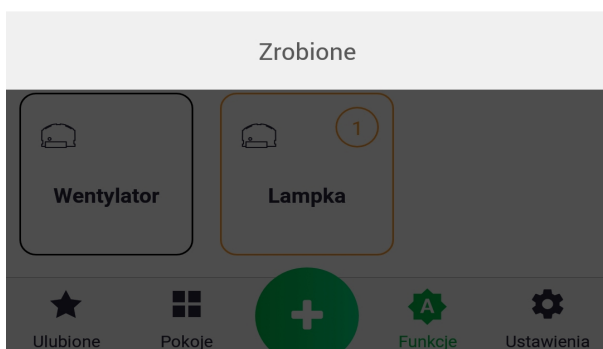 Zrobione
1
Wentylator Lampka
A
Ulubione Pokoje Funkcje Ustawienia